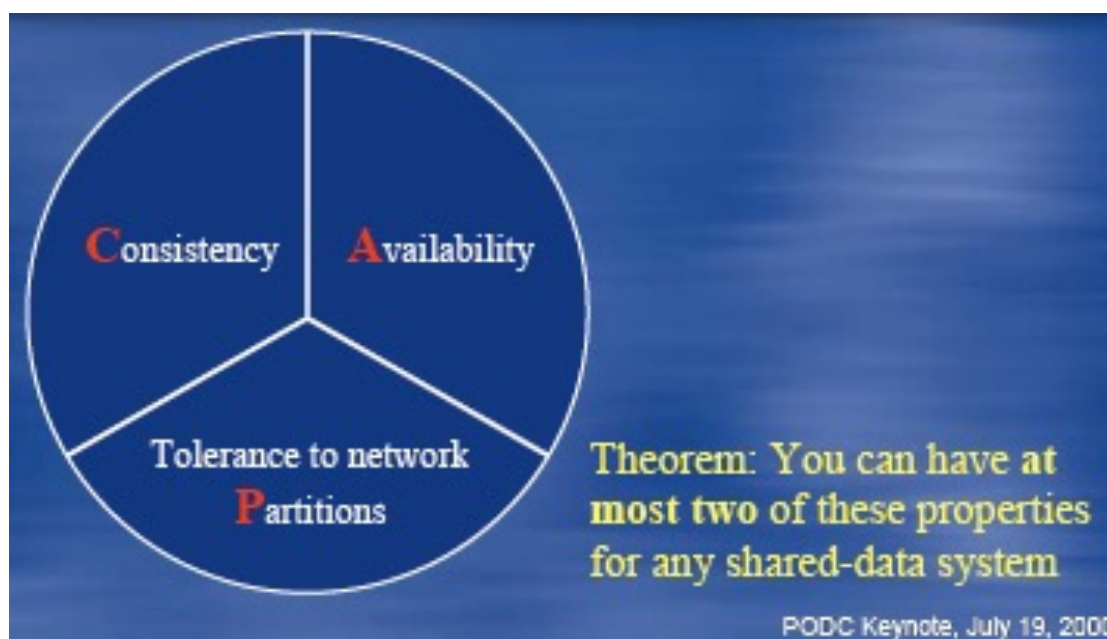 Consistency
Availability
Tolerance to network
Partitions
Theorem: You can have at
most two of these properties
for any shared-data system
PODC Keynote, July 19, 2000